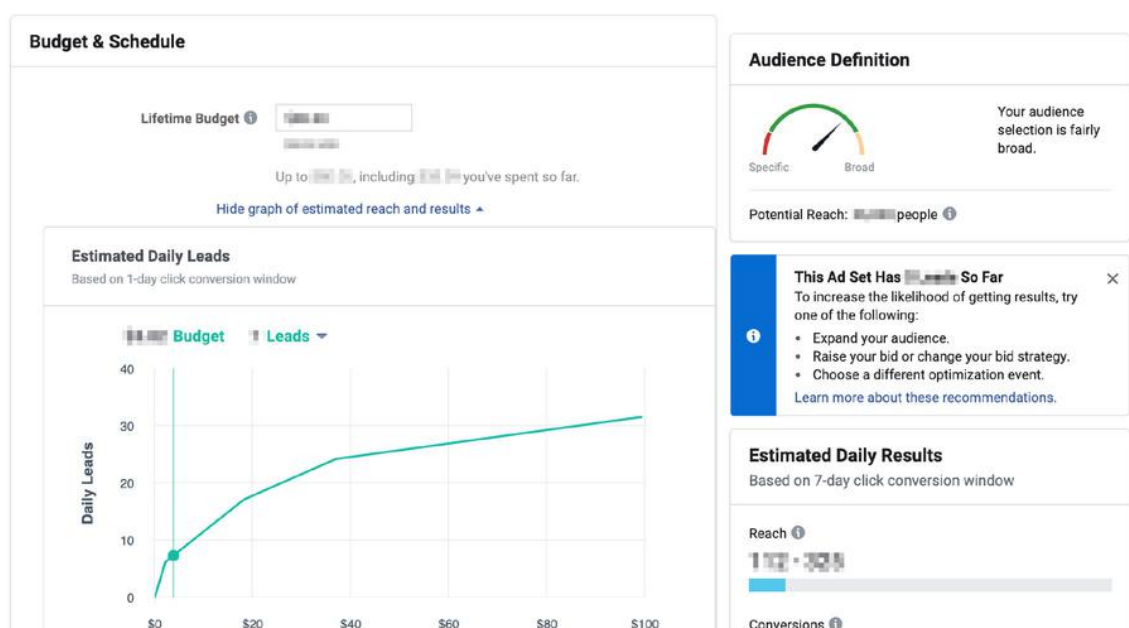 Budget & Schedule
Lifetime Budget
Up to , including you've spent so far.
Hide graph of estimated reach and results
Estimated Daily Leads
Based on 1-day click conversion window
Budget Leads
40
30
20
10
0
Daily Leads
$0 $20 $40 $60 $80 $100
Audience Definition
Your audience
selection is fairly
broad.
Specific Broad
Potential Reach: people
This Ad Set Has So Far
To increase the likelihood of getting results, try
one of the following:
• Expand your audience.
• Raise your bid or change your bid strategy.
• Choose a different optimization event.
Learn more about these recommendations.
Estimated Daily Results
Based on 7-day click conversion window
Reach
Conversions